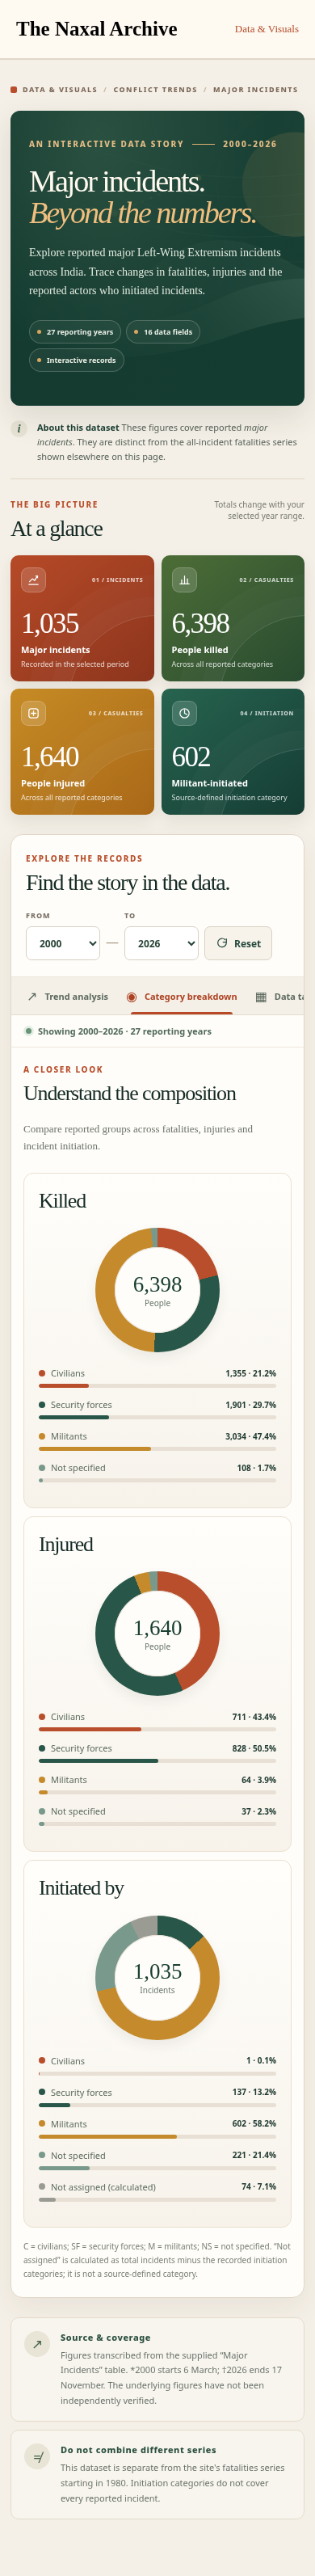 The Naxal Archive
Data & Visuals
DATA & VISUALS / CONFLICT TRENDS / MAJOR INCIDENTS
AN INTERACTIVE DATA STORY — 2000–2026
Major incidents.
Beyond the numbers.
Explore reported major Left-Wing Extremism incidents
across India. Trace changes in fatalities, injuries and the
reported actors who initiated incidents.
27 reporting years
16 data fields
Interactive records
i About this dataset These figures cover reported major
incidents. They are distinct from the all-incident fatalities series
shown elsewhere on this page.
THE BIG PICTURE
At a glance
Totals change with your
selected year range.
01 / INCIDENTS
1,035
Major incidents
Recorded in the selected period
02 / CASUALTIES
6,398
People killed
Across all reported categories
03 / CASUALTIES
1,640
People injured
Across all reported categories
04 / INITIATION
602
Militant-initiated
Source-defined initiation category
EXPLORE THE RECORDS
Find the story in the data.
FROM
TO
2000 — 2026 Reset
↗ Trend analysis ◉ Category breakdown ▦ Data ta
Showing 2000–2026 · 27 reporting years
A CLOSER LOOK
Understand the composition
Compare reported groups across fatalities, injuries and
incident initiation.
Killed
6,398
People
Civilians 1,355 · 21.2%
Security forces 1,901 · 29.7%
Militants 3,034 · 47.4%
Not specified 108 · 1.7%
Injured
1,640
People
Civilians 711 · 43.4%
Security forces 828 · 50.5%
Militants 64 · 3.9%
Not specified 37 · 2.3%
Initiated by
1,035
Incidents
Civilians 1 · 0.1%
Security forces 137 · 13.2%
Militants 602 · 58.2%
Not specified 221 · 21.4%
Not assigned (calculated) 74 · 7.1%
C = civilians; SF = security forces; M = militants; NS = not specified. “Not
assigned” is calculated as total incidents minus the recorded initiation
categories; it is not a source-defined category.
↗ Source & coverage
Figures transcribed from the supplied “Major
Incidents” table. *2000 starts 6 March; †2026 ends 17
November. The underlying figures have not been
independently verified.
≠ Do not combine different series
This dataset is separate from the site's fatalities series
starting in 1980. Initiation categories do not cover
every reported incident.